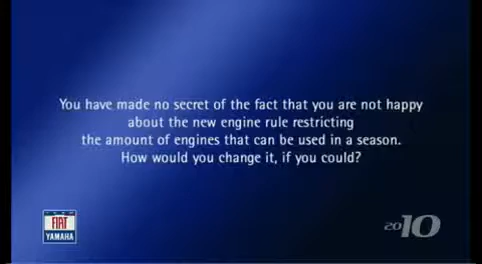 You have made no secret of the fact that you are not happy
about the new engine rule restricting
the amount of engines that can be used in a season.
How would you change it, if you could?
FIAT
YAMAHA
2010